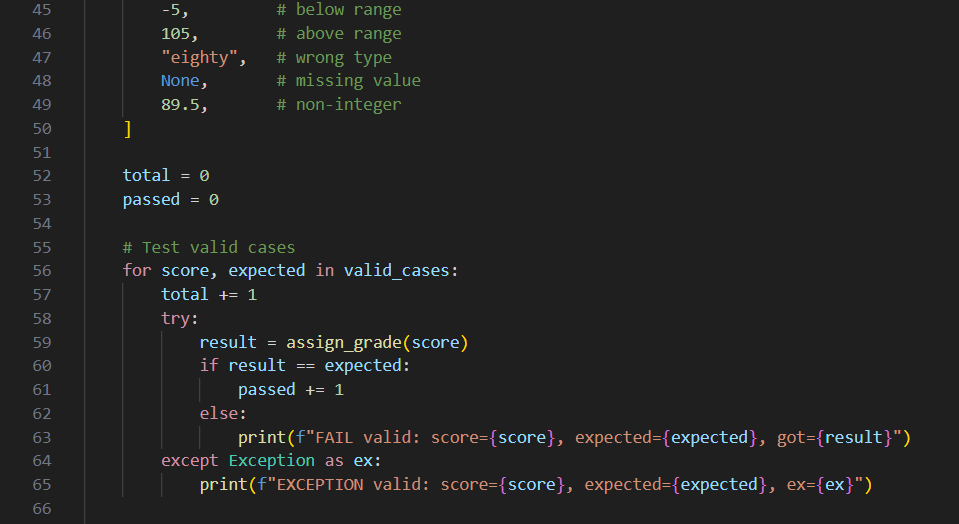 45 -5, # below range
46 105, # above range
47 "eighty", # wrong type
48 None, # missing value
49 89.5, # non-integer
50 ]
51
52 total = 0
53 passed = 0
54
55 # Test valid cases
56 for score, expected in valid_cases:
57 total += 1
58 try:
59 result = assign_grade(score)
60 if result == expected:
61 passed += 1
62 else:
63 print(f"FAIL valid: score={score}, expected={expected}, got={result}")
64 except Exception as ex:
65 print(f"EXCEPTION valid: score={score}, expected={expected}, ex={ex}")
66